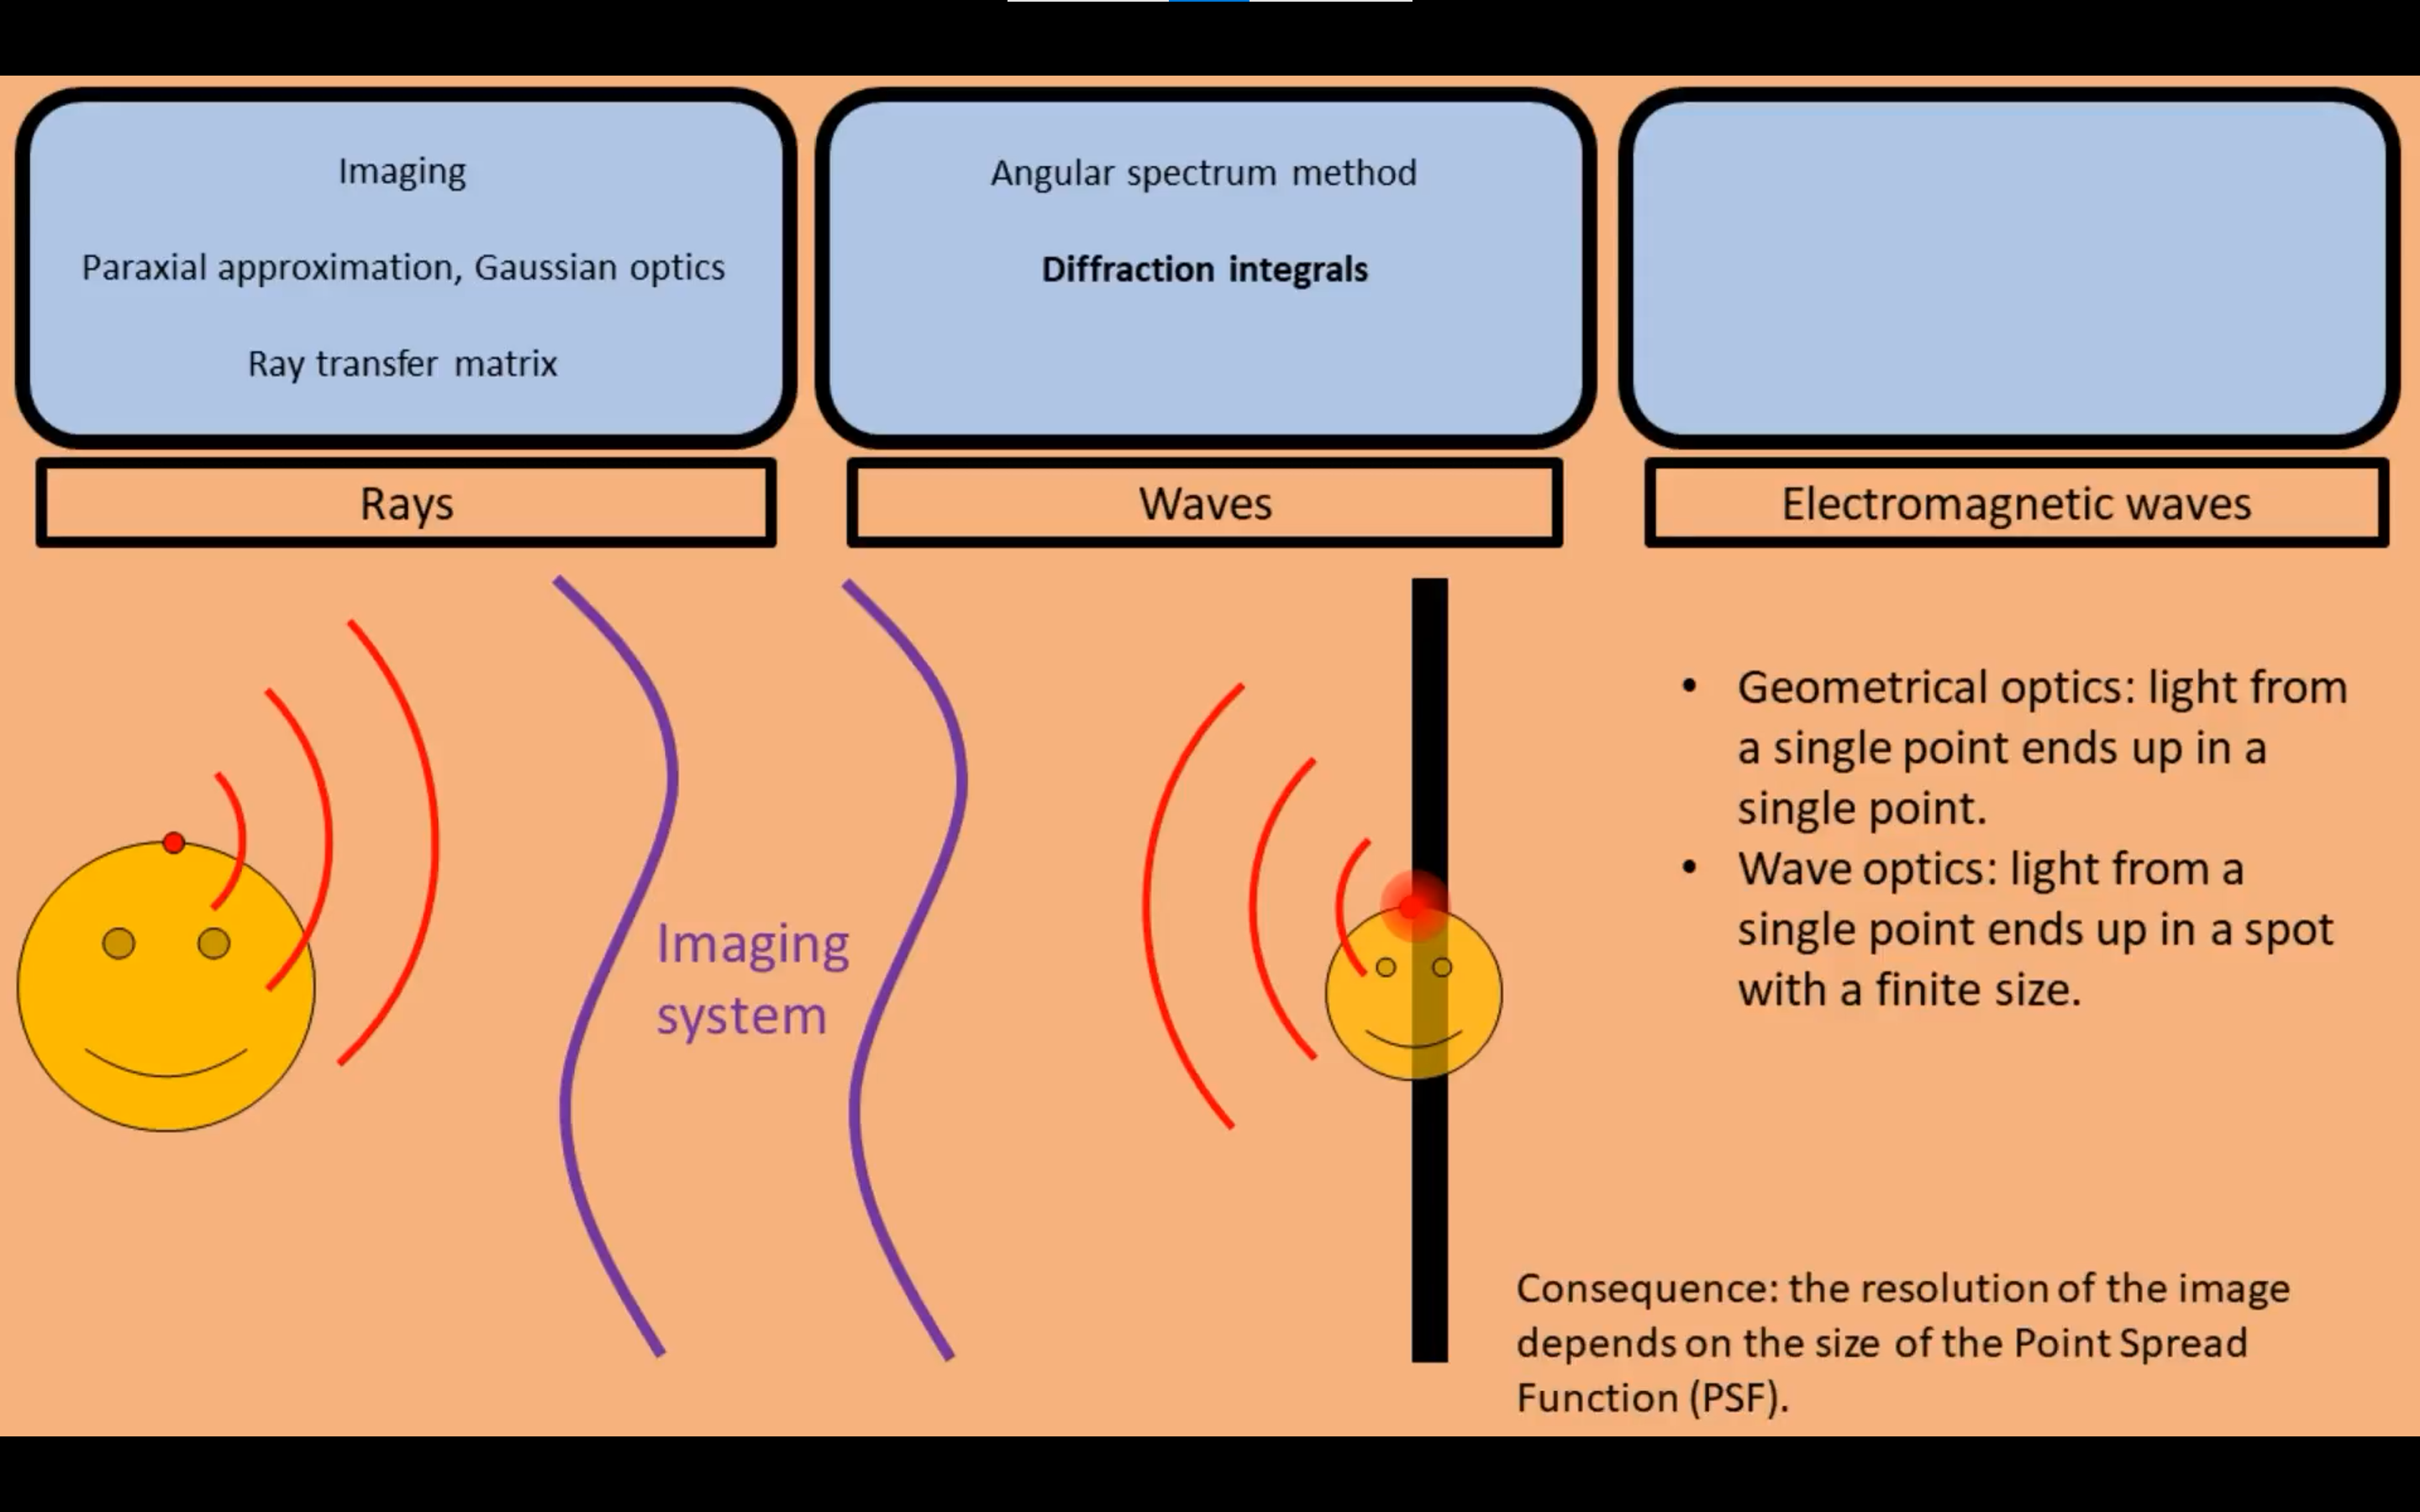 Imaging
Paraxial approximation, Gaussian optics
Ray transfer matrix
Angular spectrum method
Diffraction integrals
Rays
Waves
Electromagnetic waves
Imaging
system
• Geometrical optics: light from
a single point ends up in a
single point.
• Wave optics: light from a
single point ends up in a spot
with a finite size.
Consequence: the resolution of the image
depends on the size of the Point Spread
Function (PSF).